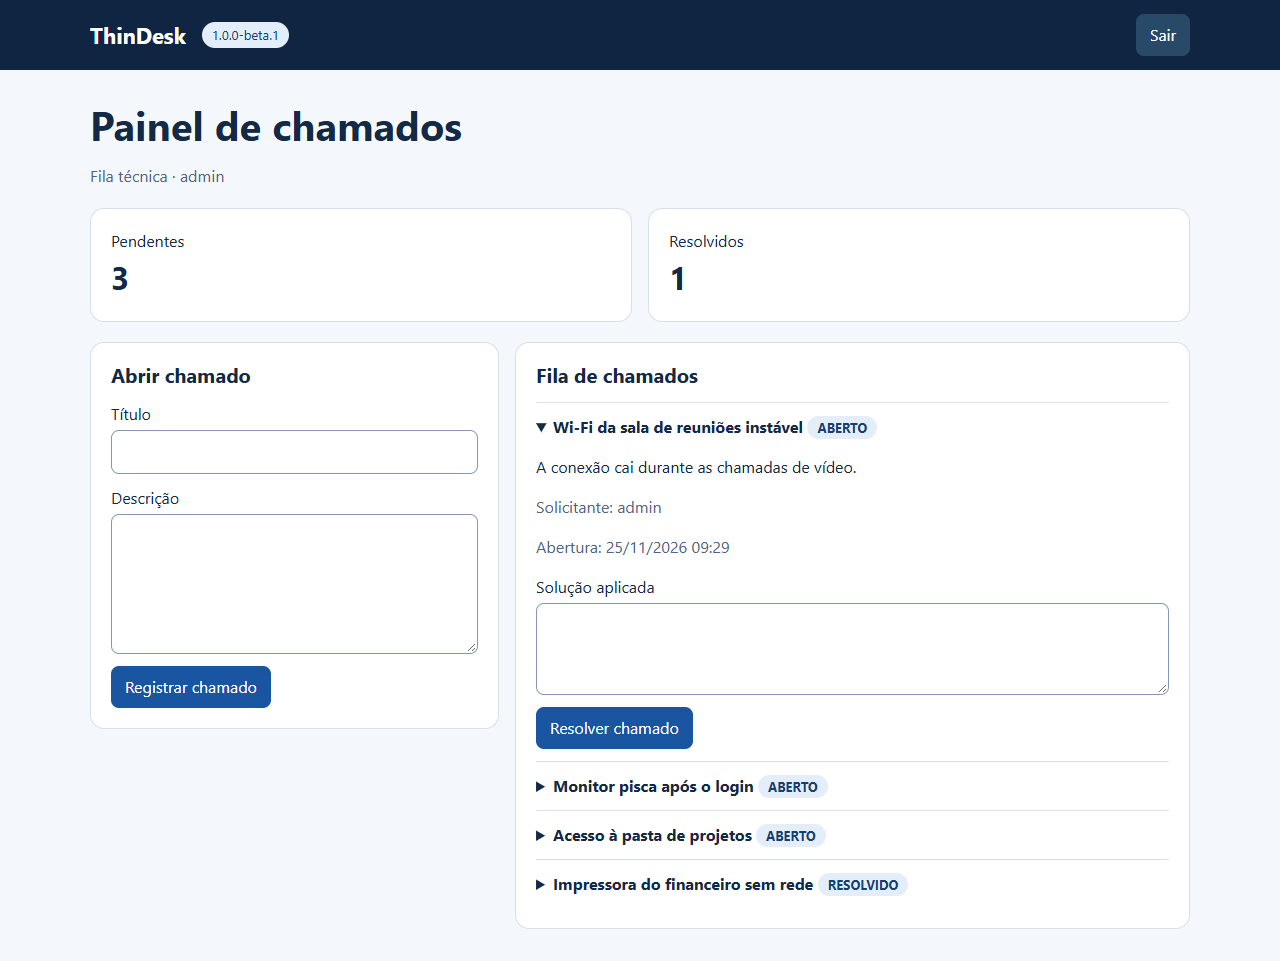 ThinDesk
1.0.0-beta.1
Sair
Painel de chamados
Fila técnica · admin
Pendentes
3
Resolvidos
1
Abrir chamado
Título
Descrição
Registrar chamado
Fila de chamados
Wi-Fi da sala de reuniões instável ABERTO
A conexão cai durante as chamadas de vídeo.
Solicitante: admin
Abertura: 25/11/2026 09:29
Solução aplicada
Resolver chamado
Monitor pisca após o login ABERTO
Acesso à pasta de projetos ABERTO
Impressora do financeiro sem rede RESOLVIDO